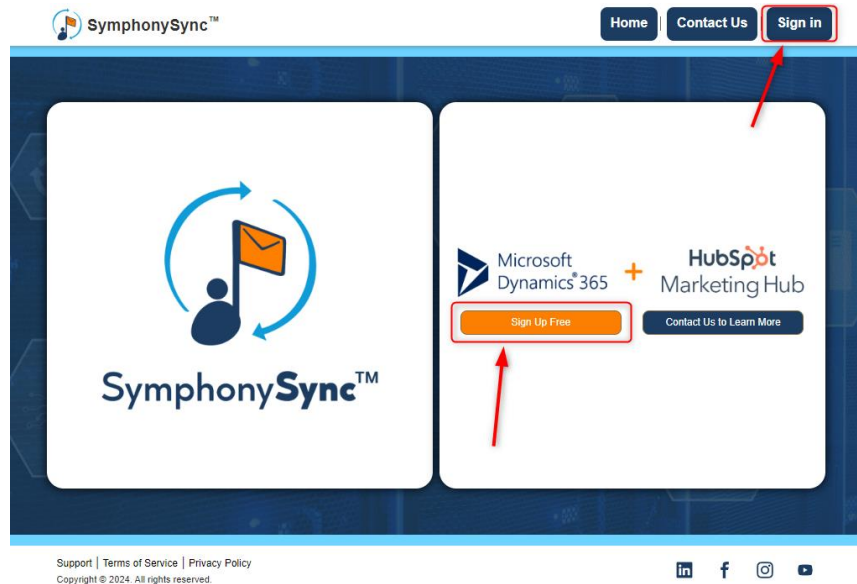 SymphonySync™
Home
Contact Us
Sign in
SymphonySync™
Microsoft
Dynamics® 365
+
HubSpot
Marketing Hub
Sign Up Free
Contact Us to Learn More
Support | Terms of Service | Privacy Policy
Copyright © 2024. All rights reserved.
in
f